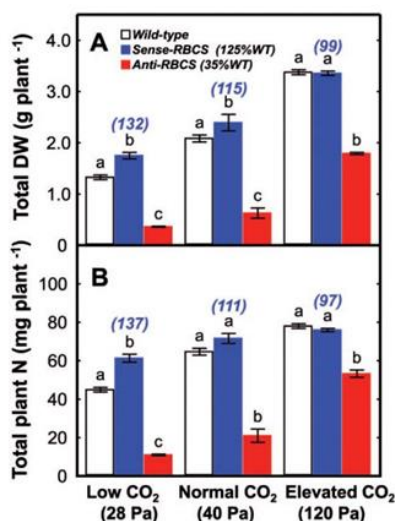 A
Wild-type
Sense-RBCS (125%WT)
Anti-RBCS (35%WT)
Total DW (g plant -1)
4.0
3.0
2.0
1.0
0
(132)
(115)
(99)
a
b
c
a
b
c
a
a
b
B
Total plant N (mg plant -1)
100
80
60
40
20
0
(137)
(111)
(97)
a
b
c
a
a
b
a
a
b
Low CO2 Normal CO2 Elevated CO2
(28 Pa) (40 Pa) (120 Pa)